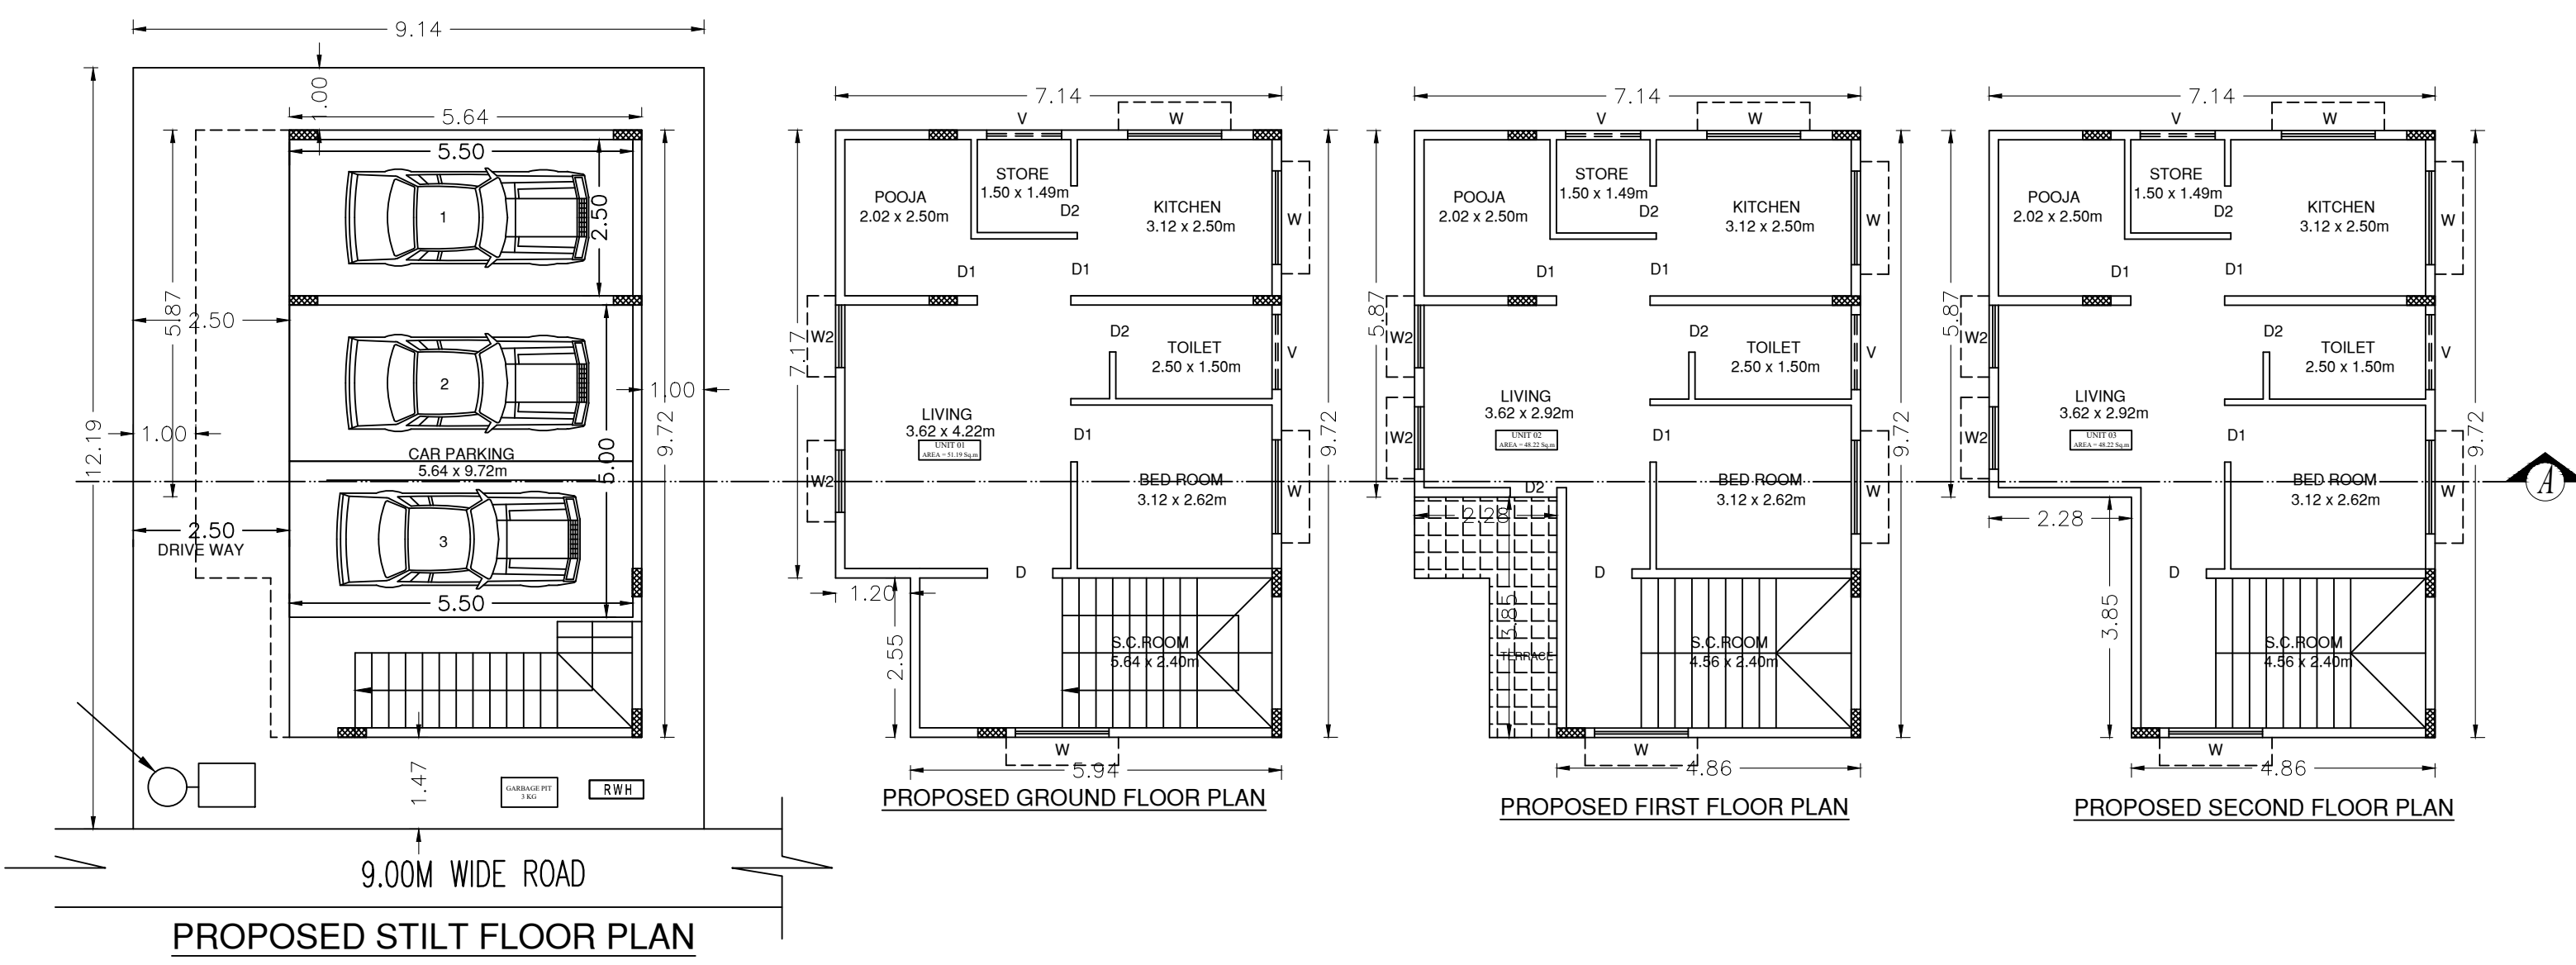 9.14
1.00
5.64
5.50
1
2.50
5.87
2.50
2
1.00
12.19
1.00
9.72
CAR PARKING
5.64 x 9.72m
5.00
2.50
DRIVE WAY
3
5.50
1.47
GARBAGE PIT
3 KG
RWH
9.00M WIDE ROAD
PROPOSED STILT FLOOR PLAN
7.14
V
W
STORE
1.50 x 1.49m
POOJA
2.02 x 2.50m
D2
KITCHEN
3.12 x 2.50m
W
D1
D1
7.17
W2
D2
TOILET
2.50 x 1.50m
V
LIVING
3.62 x 4.22m
UNIT 01
AREA = 51.19 Sq.m
D1
9.72
W2
BED ROOM
3.12 x 2.62m
W
D
1.20
2.55
S.C.ROOM
5.64 x 2.40m
W
5.94
PROPOSED GROUND FLOOR PLAN
7.14
V
W
STORE
1.50 x 1.49m
POOJA
2.02 x 2.50m
D2
KITCHEN
3.12 x 2.50m
W
D1
D1
5.87
W2
D2
TOILET
2.50 x 1.50m
V
LIVING
3.62 x 2.92m
UNIT 02
AREA = 48.22 Sq.m
W2
D1
9.72
BED ROOM
3.12 x 2.62m
W
D2
2.28
D
3.85
TERRACE
S.C.ROOM
4.56 x 2.40m
W
4.86
PROPOSED FIRST FLOOR PLAN
7.14
V
W
STORE
1.50 x 1.49m
POOJA
2.02 x 2.50m
D2
KITCHEN
3.12 x 2.50m
W
D1
D1
5.87
W2
D2
TOILET
2.50 x 1.50m
V
LIVING
3.62 x 2.92m
UNIT 03
AREA = 48.22 Sq.m
W2
D1
9.72
BED ROOM
3.12 x 2.62m
W
A
2.28
D
3.85
S.C.ROOM
4.56 x 2.40m
W
4.86
PROPOSED SECOND FLOOR PLAN